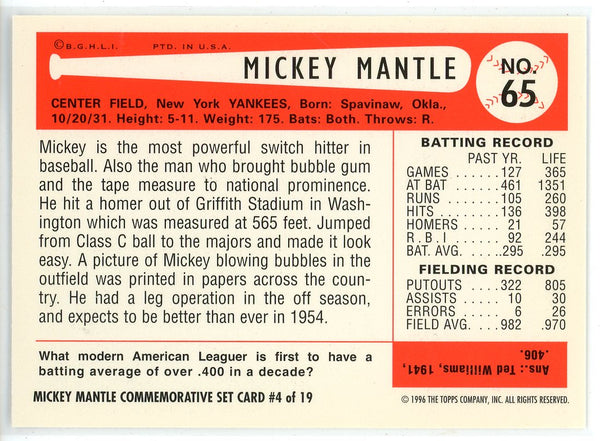 ©B.G.H.L.I. PTD. IN U.S.A.
MICKEY MANTLE
NO.
65
CENTER FIELD, New York YANKEES, Born: Spavinaw, Okla.,
10/20/31. Height: 5-11. Weight: 175. Bats: Both. Throws: R.
Mickey is the most powerful switch hitter in
baseball. Also the man who brought bubble gum
and the tape measure to national prominence.
He hit a homer out of Griffith Stadium in Wash-
ington which was measured at 565 feet. Jumped
from Class C ball to the majors and made it look
easy. A picture of Mickey blowing bubbles in the
outfield was printed in papers across the coun-
try. He had a leg operation in the off season,
and expects to be better than ever in 1954.
BATTING RECORD
PAST YR. LIFE
GAMES ...... 127 365
AT BAT ...... 461 1351
RUNS ...... 105 260
HITS ...... 136 398
HOMERS ..... 21 57
R.B.I ...... 92 244
BAT. AVG. .... .295 .295
FIELDING RECORD
PUTOUTS .... 322 805
ASSISTS ..... 10 30
ERRORS ...... 6 26
FIELD AVG. ... .982 .970
What modern American Leaguer is first to have a
batting average of over .400 in a decade?
Ans.: Ted Williams, 1941,
.406.
MICKEY MANTLE COMMEMORATIVE SET CARD #4 of 19
© 1996 THE TOPPS COMPANY, INC. ALL RIGHTS RESERVED.